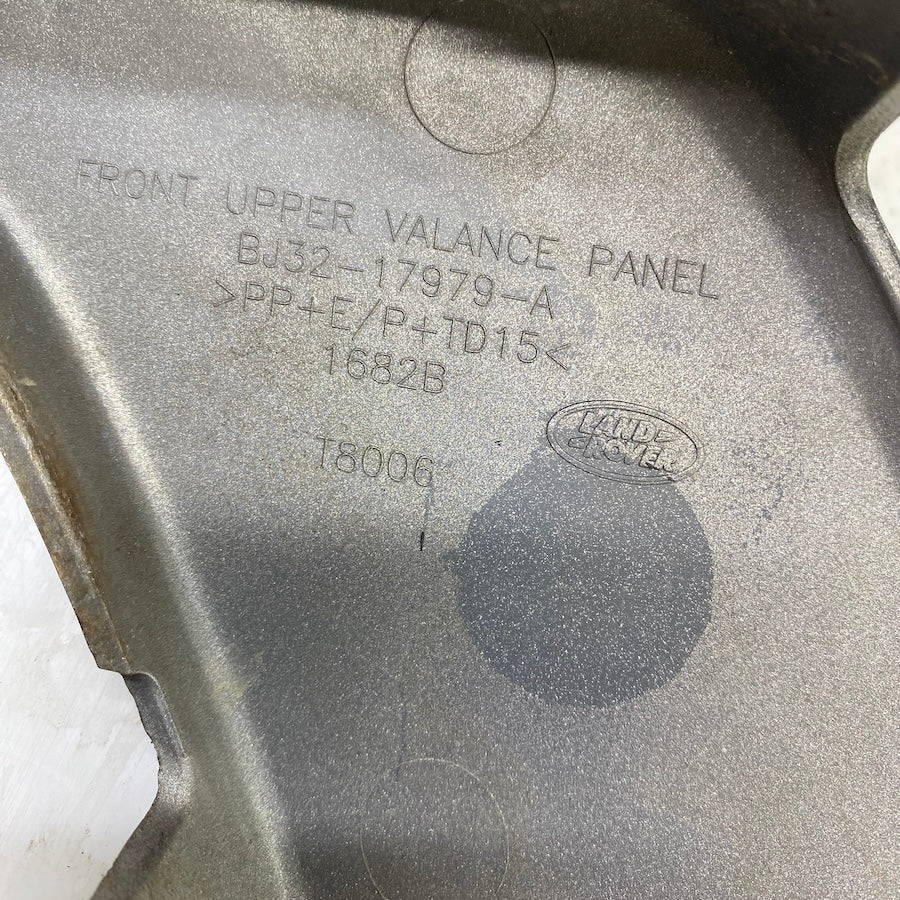 FRONT UPPER VALANCE PANEL
BJ32-17979-A
>PP+E/P+TD15<
1682B
T8006
LAND
ROVER